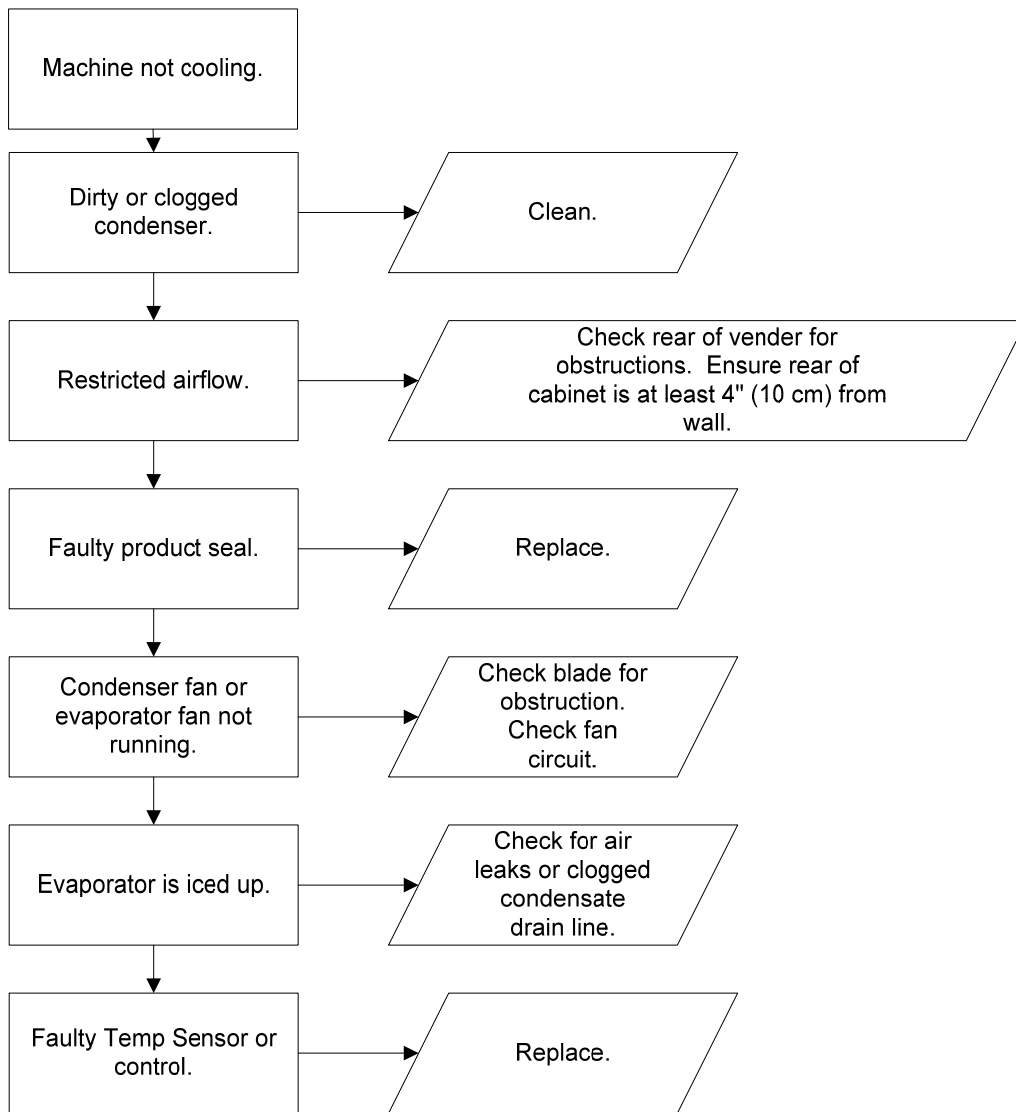 Machine not cooling.
Dirty or clogged
condenser.
Clean.
Restricted airflow.
Check rear of vender for
obstructions.  Ensure rear of
cabinet is at least 4" (10 cm) from
wall.
Faulty product seal.
Replace.
Condenser fan or
evaporator fan not
running.
Check blade for
obstruction.
Check fan
circuit.
Evaporator is iced up.
Check for air
leaks or clogged
condensate
drain line.
Faulty Temp Sensor or
control.
Replace.